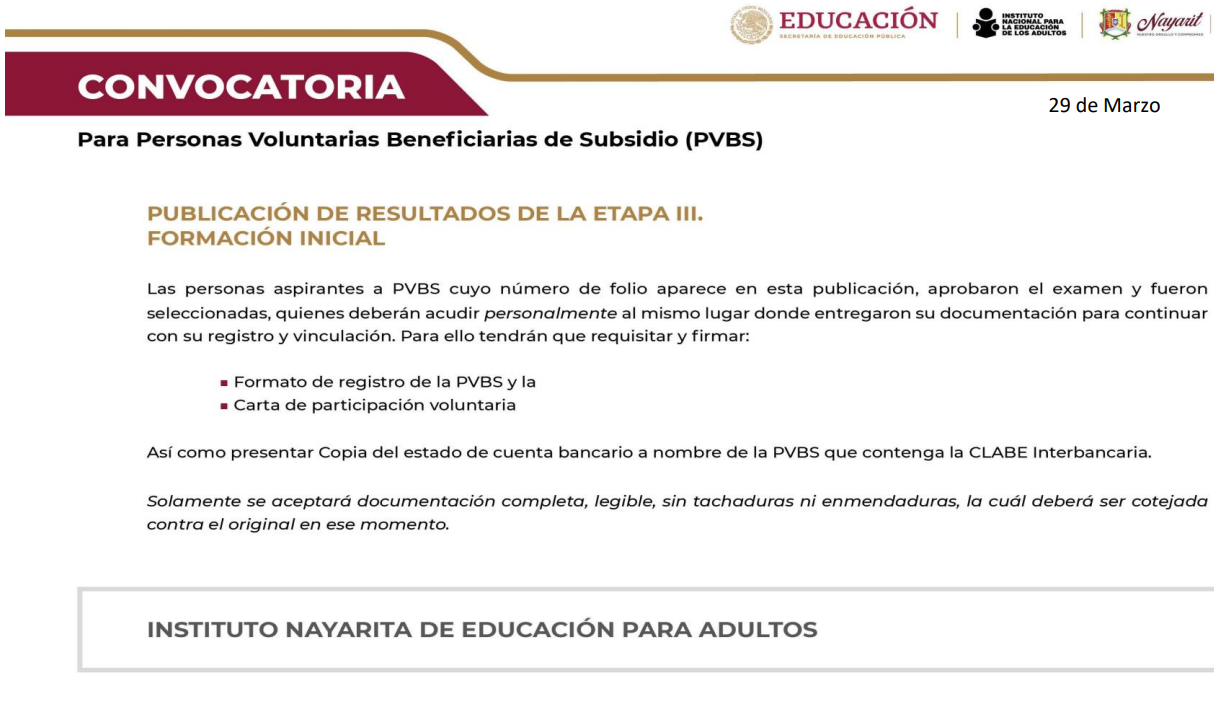 EDUCACIÓN
SECRETARÍA DE EDUCACIÓN PÚBLICA
INSTITUTO
NACIONAL PARA
LA EDUCACIÓN
DE LOS ADULTOS
Nayarit
CONVOCATORIA
29 de Marzo
Para Personas Voluntarias Beneficiarias de Subsidio (PVBS)
PUBLICACIÓN DE RESULTADOS DE LA ETAPA III.
FORMACIÓN INICIAL
Las personas aspirantes a PVBS cuyo número de folio aparece en esta publicación, aprobaron el examen y fueron
seleccionadas, quienes deberán acudir personalmente al mismo lugar donde entregaron su documentación para continuar
con su registro y vinculación. Para ello tendrán que requisitar y firmar:
▪ Formato de registro de la PVBS y la
▪ Carta de participación voluntaria
Así como presentar Copia del estado de cuenta bancario a nombre de la PVBS que contenga la CLABE Interbancaria.
Solamente se aceptará documentación completa, legible, sin tachaduras ni enmendaduras, la cuál deberá ser cotejada
contra el original en ese momento.
INSTITUTO NAYARITA DE EDUCACIÓN PARA ADULTOS